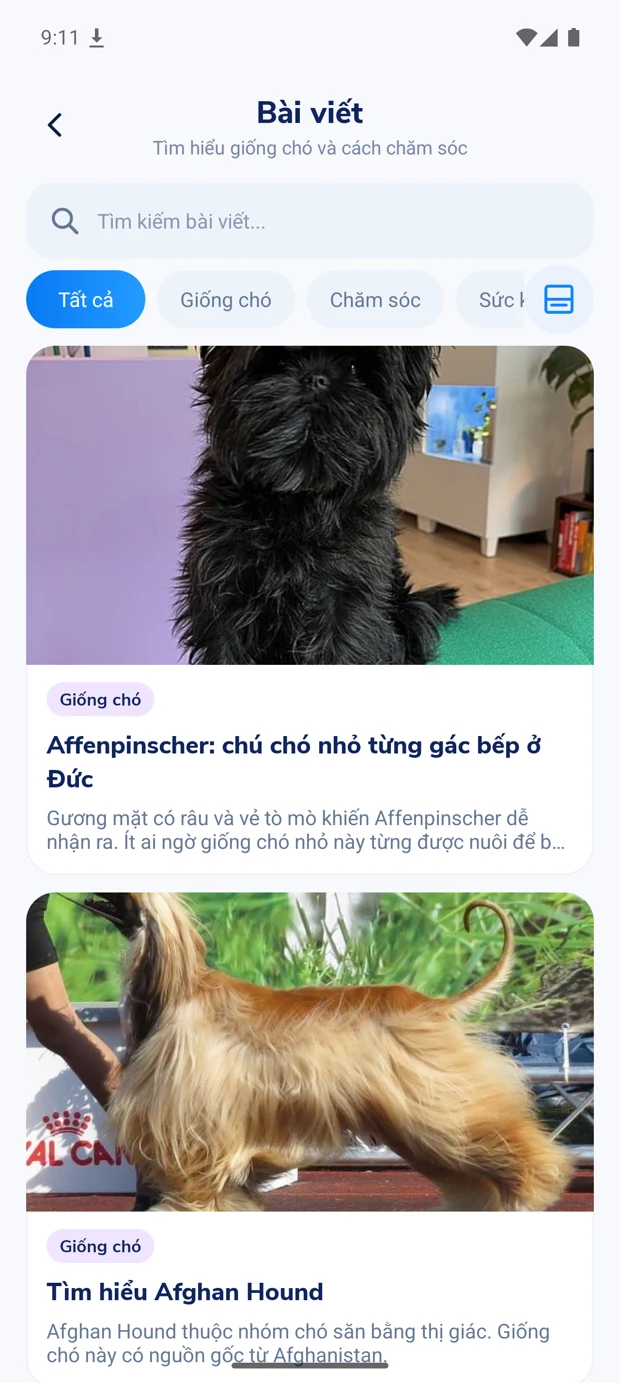 9:11
Bài viết
Tìm hiểu giống chó và cách chăm sóc
Tìm kiếm bài viết...
Tất cả
Giống chó
Chăm sóc
Sức k
Giống chó
Affenpinscher: chú chó nhỏ từng gác bếp ở
Đức
Gương mặt có râu và vẻ tò mò khiến Affenpinscher dễ
nhận ra. Ít ai ngờ giống chó nhỏ này từng được nuôi để b...
AL CAN
Giống chó
Tìm hiểu Afghan Hound
Afghan Hound thuộc nhóm chó săn bằng thị giác. Giống
chó này có nguồn gốc từ Afghanistan.